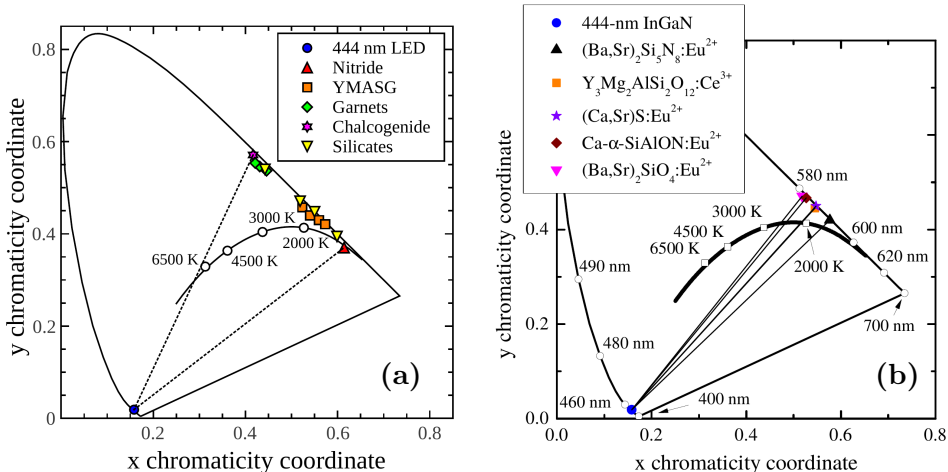 444 nm LED
Nitride
YMASG
Garnets
Chalcogenide
Silicates
0.8
0.6
0.4
0.2
0
0.2
0.4
0.6
0.8
3000 K
2000 K
6500 K
4500 K
(a)
y chromaticity coordinate
x chromaticity coordinate
444-nm InGaN
(Ba,Sr)₂Si₅N₈:Eu²⁺
Y₃Mg₂AlSi₂O₁₂:Ce³⁺
(Ca,Sr)S:Eu²⁺
Ca-α-SiAlON:Eu²⁺
(Ba,Sr)₂SiO₄:Eu²⁺
0.8
0.6
0.4
0.2
0.0
0.0
0.2
0.4
0.6
0.8
580 nm
3000 K
600 nm
4500 K
6500 K
620 nm
2000 K
490 nm
700 nm
480 nm
(b)
460 nm
400 nm
y chromaticity coordinate
x chromaticity coordinate